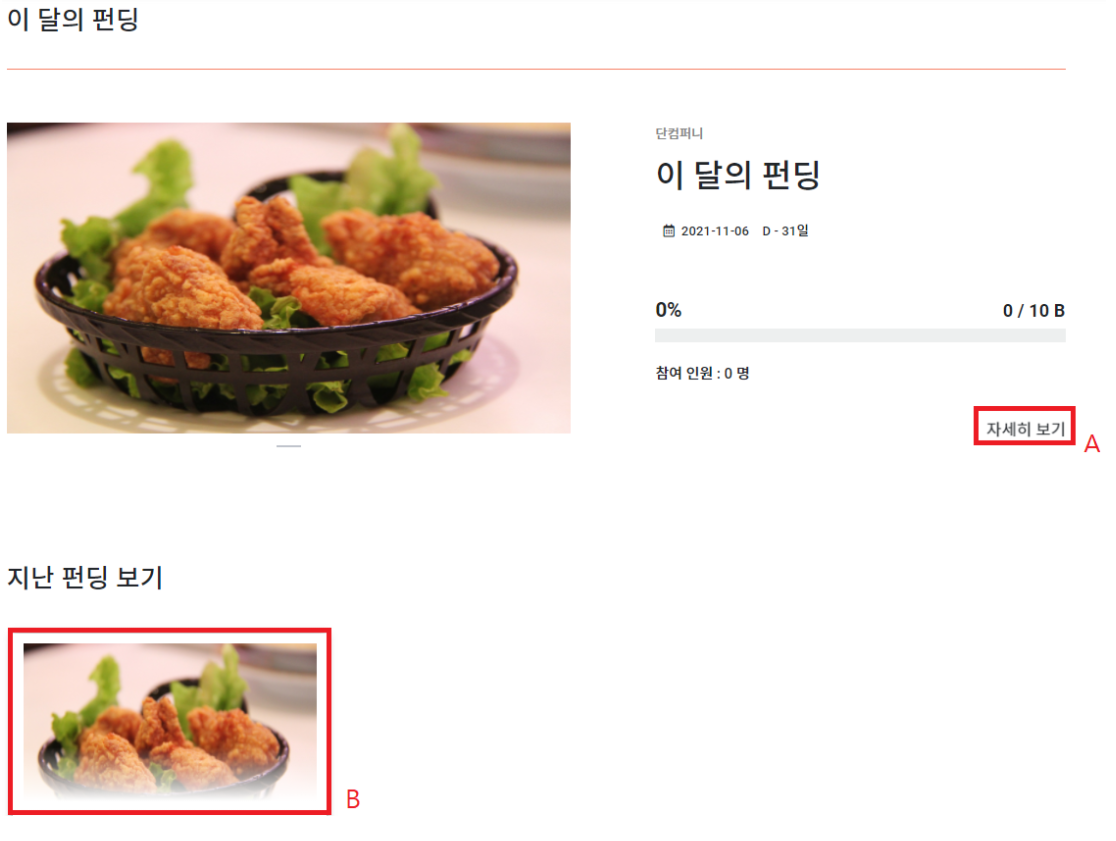 이 달의 펀딩
단컴퍼니
이 달의 펀딩
2021-11-06 D - 31일
0% 0 / 10 B
참여 인원 : 0 명
자세히 보기 A
지난 펀딩 보기
B